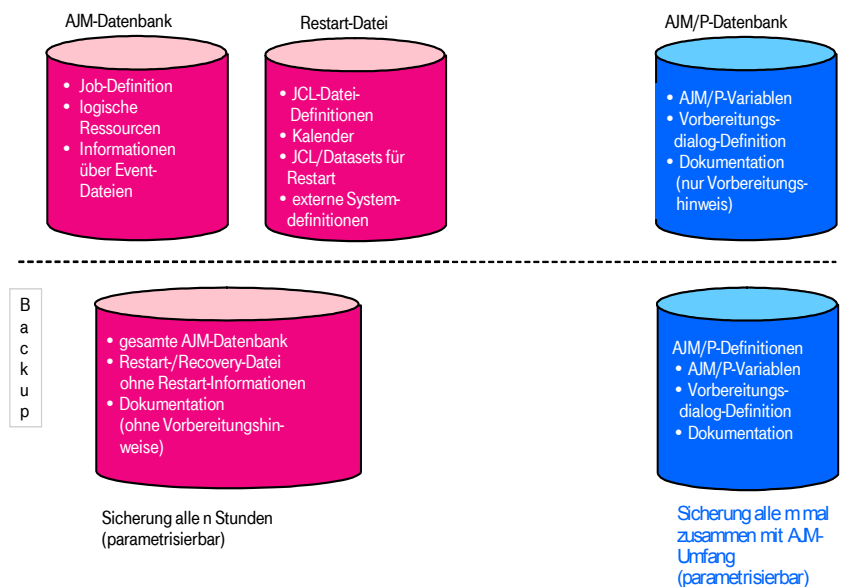 AJM-Datenbank
• Job-Definition
• logische
Ressourcen
• Informationen
über Event-
Dateien
Restart-Datei
• JCL-Datei-
Definitionen
• Kalender
• JCL/Datasets für
Restart
• externe System-
definitionen
AJM/P-Datenbank
• AJM/P-Variablen
• Vorbereitungs-
dialog-Definition
• Dokumentation
(nur Vorbereitungs-
hinweis)
Backup
• gesamte AJM-Datenbank
• Restart-/Recovery-Datei
ohne Restart-Informationen
• Dokumentation
(ohne Vorbereitungshin-
weise)
Sicherung alle n Stunden
(parametrisierbar)
AJM/P-Definitionen
• AJM/P-Variablen
• Vorbereitungs-
dialog-Definition
• Dokumentation
Sicherung alle m mal
zusammen mit AJM-
Umfang
(parametrisierbar)